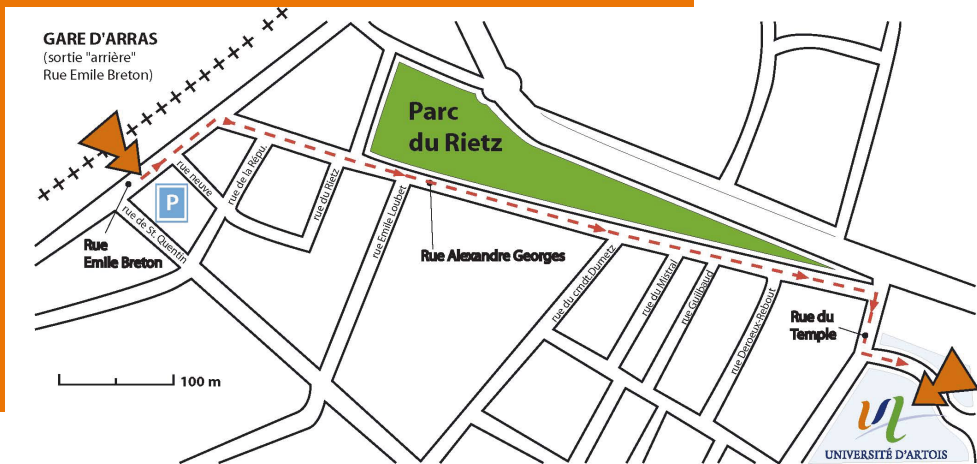 GARE D'ARRAS
(sortie "arrière"
Rue Emile Breton)
Parc
du Rietz
rue neuve
rue de la Répu.
rue du Rietz
P
rue de St. Quentin
Rue
Emile Breton
rue Emile Loubet
Rue Alexandre Georges
rue du cmdt Dumetz
rue du Mistral
rue Guilbaud
rue Deroeux-Rebout
Rue du
Temple
100 m
UNIVERSITÉ D'ARTOIS